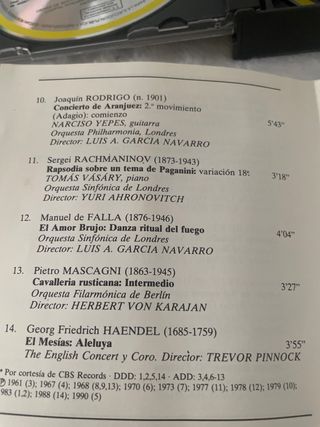 10. Joaquín RODRIGO (n. 1901)
Concierto de Aranjuez: 2.º movimiento
(Adagio): comienzo
NARCISO YEPES, guitarra 5'43"
Orquesta Philharmonia, Londres
Director: LUIS A. GARCIA NAVARRO
11. Sergei RACHMANINOV (1873-1943)
Rapsodia sobre un tema de Paganini: variación 18ª
TOMÁS VÁSÁRY, piano 3'18"
Orquesta Sinfónica de Londres
Director: YURI AHRONOVITCH
12. Manuel de FALLA (1876-1946)
El Amor Brujo: Danza ritual del fuego
Orquesta Sinfónica de Londres 4'04"
Director: LUIS A. GARCIA NAVARRO
13. Pietro MASCAGNI (1863-1945)
Cavalleria rusticana: Intermedio
Orquesta Filarmónica de Berlín 3'27"
Director: HERBERT VON KARAJAN
14. Georg Friedrich HAENDEL (1685-1759)
El Mesías: Aleluya 3'55"
The English Concert y Coro. Director: TREVOR PINNOCK
* Por cortesía de CBS Records · DDD: 1,2,5,14 · ADD: 3,4,6-13
Ⓟ 1961 (3); 1967 (4); 1968 (8,9,13); 1970 (6); 1973 (7); 1977 (11); 1978 (12); 1979 (10);
983 (1,2); 1988 (14); 1990 (5)